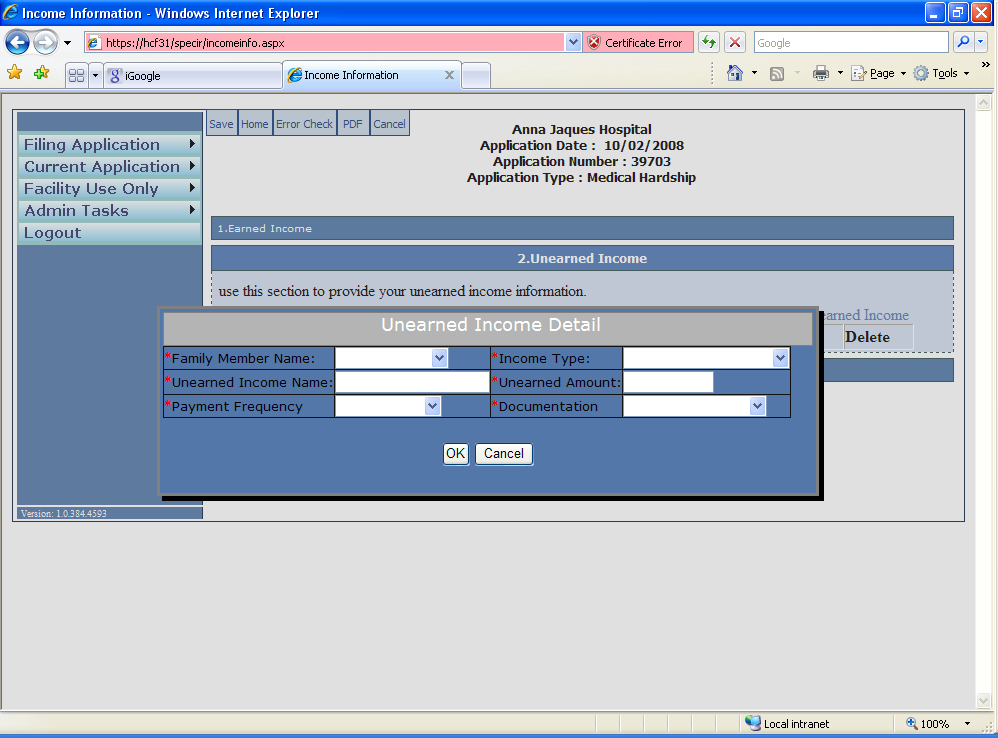 Income Information - Windows Internet Explorer
https://hcf31/specir/incomeinfo.aspx
Certificate Error
Google
iGoogle
Income Information
Page
Tools
Save Home Error Check PDF Cancel
Anna Jaques Hospital
Application Date : 10/02/2008
Application Number : 39703
Application Type : Medical Hardship
Filing Application
Current Application
Facility Use Only
Admin Tasks
Logout
1.Earned Income
2.Unearned Income
use this section to provide your unearned income information.
earned Income
Delete
Unearned Income Detail
*Family Member Name: *Income Type:
*Unearned Income Name: *Unearned Amount:
*Payment Frequency *Documentation
OK Cancel
Version: 1.0.384.4593
Local intranet
100%